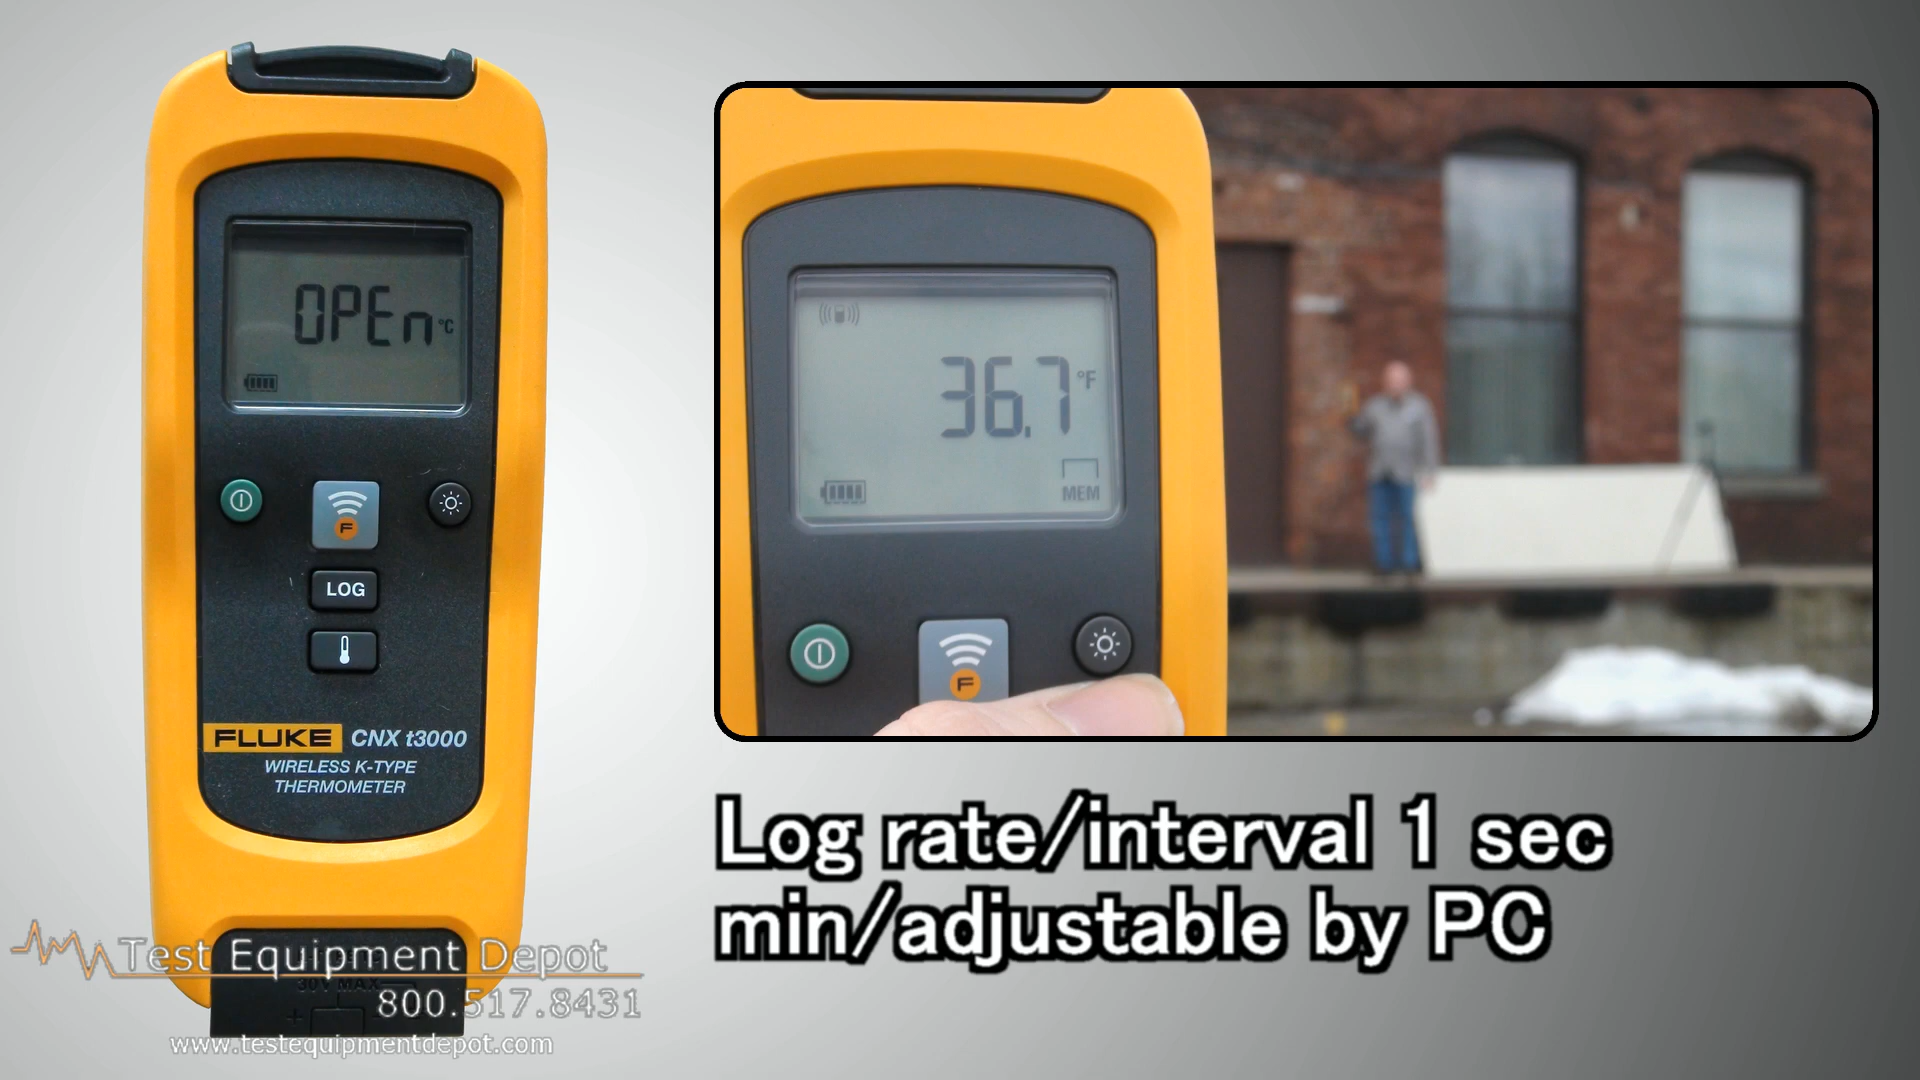 OPEn °C
LOG
FLUKE CNX t3000
WIRELESS K-TYPE
THERMOMETER
30V MAX
36.7 °F
MEM
F
F
Log rate/interval 1 sec
min/adjustable by PC
Test Equipment Depot
800.517.8431
www.testequipmentdepot.com